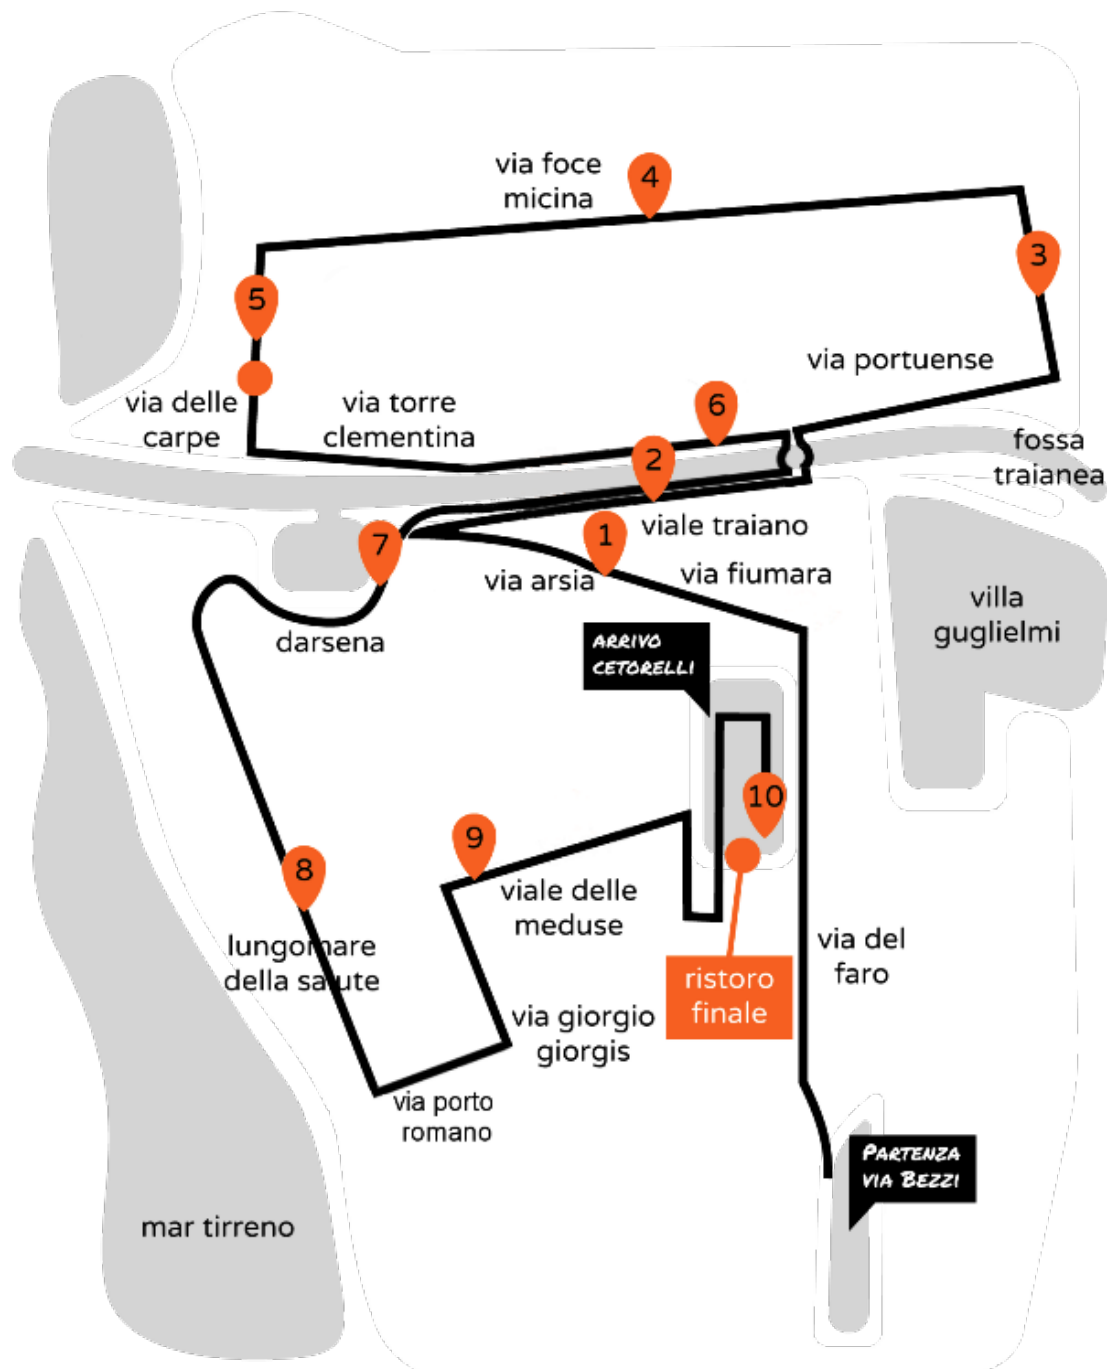 via foce
micina
4
3
5
via portuense
via delle
carpe
via torre
clementina
6
fossa
traianea
2
viale traiano
1
7
via arsia
via fiumara
villa
guglielmi
darsena
ARRIVO
CETORELLI
10
9
8
viale delle
meduse
lungomare
della salute
via del
faro
ristoro
finale
via giorgio
giorgis
via porto
romano
PARTENZA
VIA BEZZI
mar tirreno